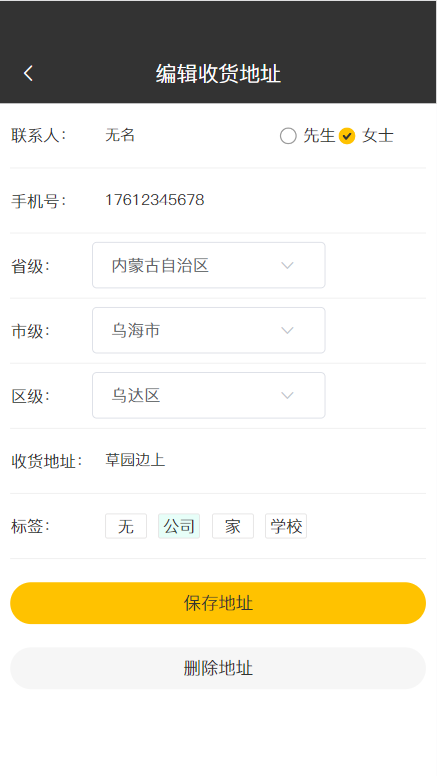 编辑收货地址
联系人： 无名 先生 女士
手机号： 17612345678
省级： 内蒙古自治区
市级： 乌海市
区级： 乌达区
收货地址： 草园边上
标签： 无 公司 家 学校
保存地址
删除地址